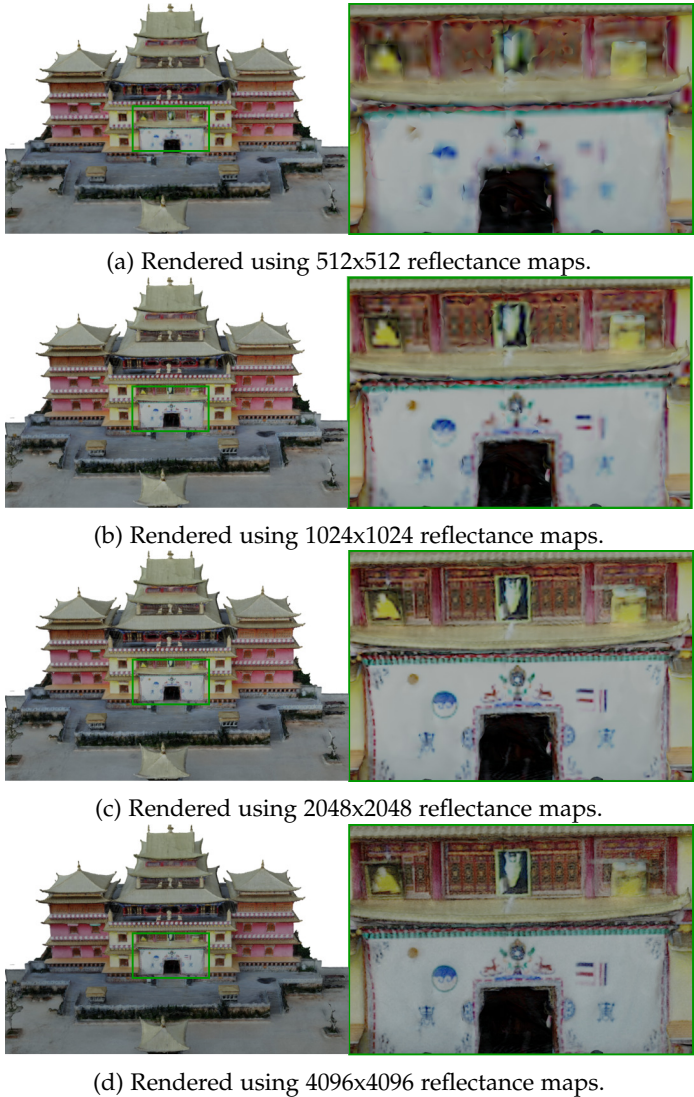 (a) Rendered using 512x512 reflectance maps.
(b) Rendered using 1024x1024 reflectance maps.
(c) Rendered using 2048x2048 reflectance maps.
(d) Rendered using 4096x4096 reflectance maps.